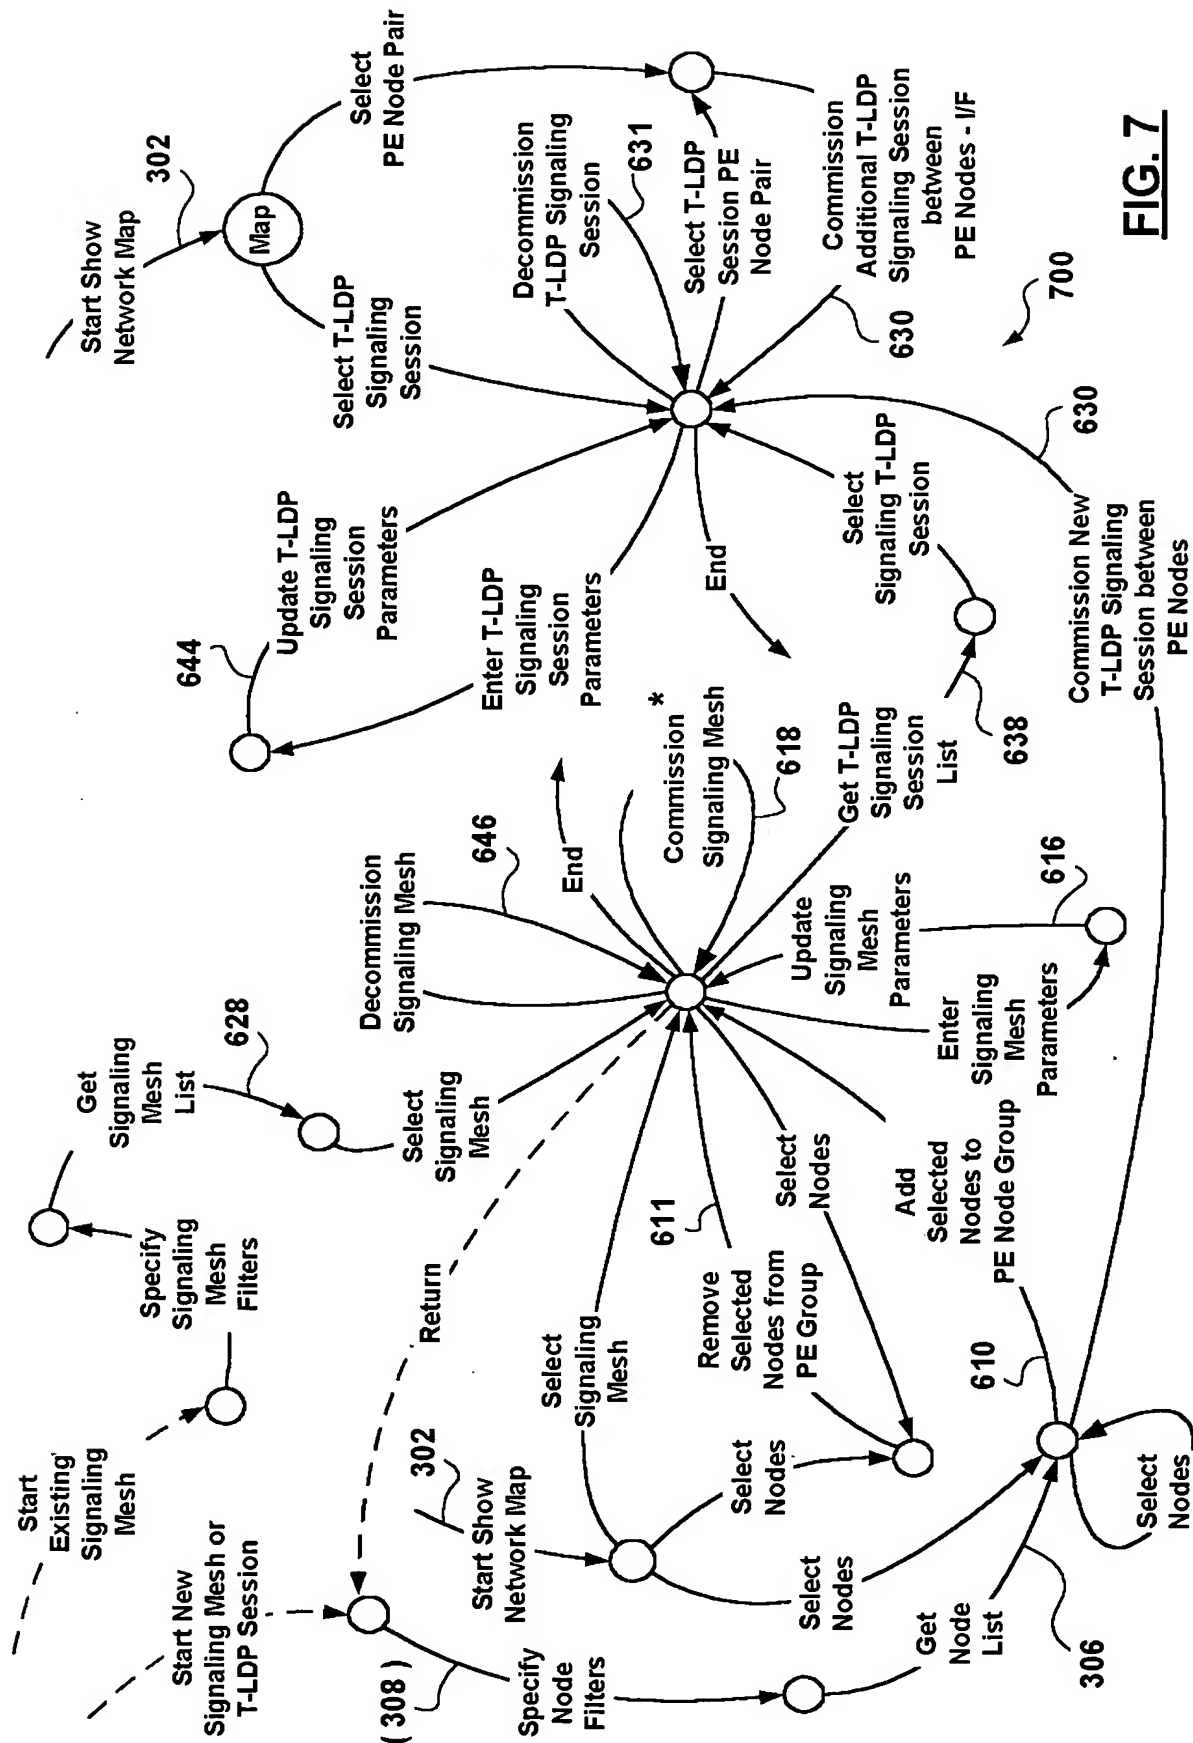 Start Show
Network Map
302
Map
Select
PE Node Pair
Select T-LDP
Signaling
Session
Decommission
T-LDP Signaling
Session
631
Select T-LDP
Session PE
Node Pair
Commission
Additional T-LDP
Signaling Session
between
PE Nodes - I/F
630
700
FIG. 7
644
Update T-LDP
Signaling
Session
Parameters
Enter T-LDP
Signaling
Session
Parameters
End
Select
Signaling T-LDP
Session
630
Commission New
T-LDP Signaling
Session between
PE Nodes
638
Get T-LDP
Signaling
Session
List
Commission *
Signaling Mesh
618
End
646
Decommission
Signaling Mesh
Update
Signaling
Mesh
Parameters
616
Enter
Signaling
Mesh
Parameters
Get
Signaling
Mesh
List
628
Select
Signaling
Mesh
Specify
Signaling
Mesh
Filters
Start
Existing
Signaling
Mesh
Return
Select
Signaling
Mesh
611
Remove
Selected
Nodes from
PE Group
Select
Nodes
Add
Selected
Nodes to
PE Node Group
610
Start New
Signaling Mesh or
T-LDP Session
302
Start Show
Network Map
Select
Nodes
Select
Nodes
(308)
Specify
Node
Filters
Get
Node
List
306
Select
Nodes